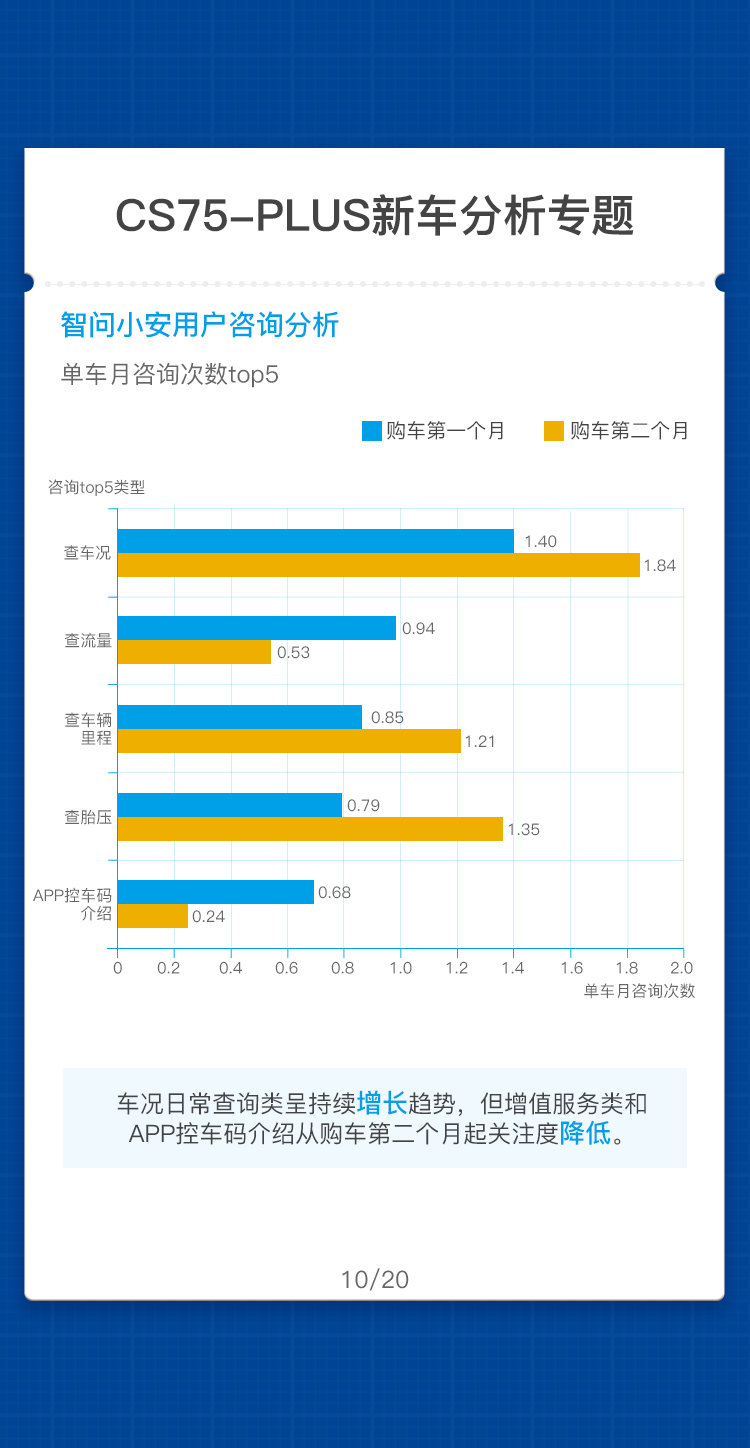 CS75-PLUS新车分析专题
智问小安用户咨询分析
单车月咨询次数top5
购车第一个月
购车第二个月
咨询top5类型
查车况
1.40
1.84
查流量
0.94
0.53
查车辆
里程
0.85
1.21
查胎压
0.79
1.35
APP控车码
介绍
0.68
0.24
0 0.2 0.4 0.6 0.8 1.0 1.2 1.4 1.6 1.8 2.0
单车月咨询次数
车况日常查询类呈持续增长趋势，但增值服务类和
APP控车码介绍从购车第二个月起关注度降低。
10/20